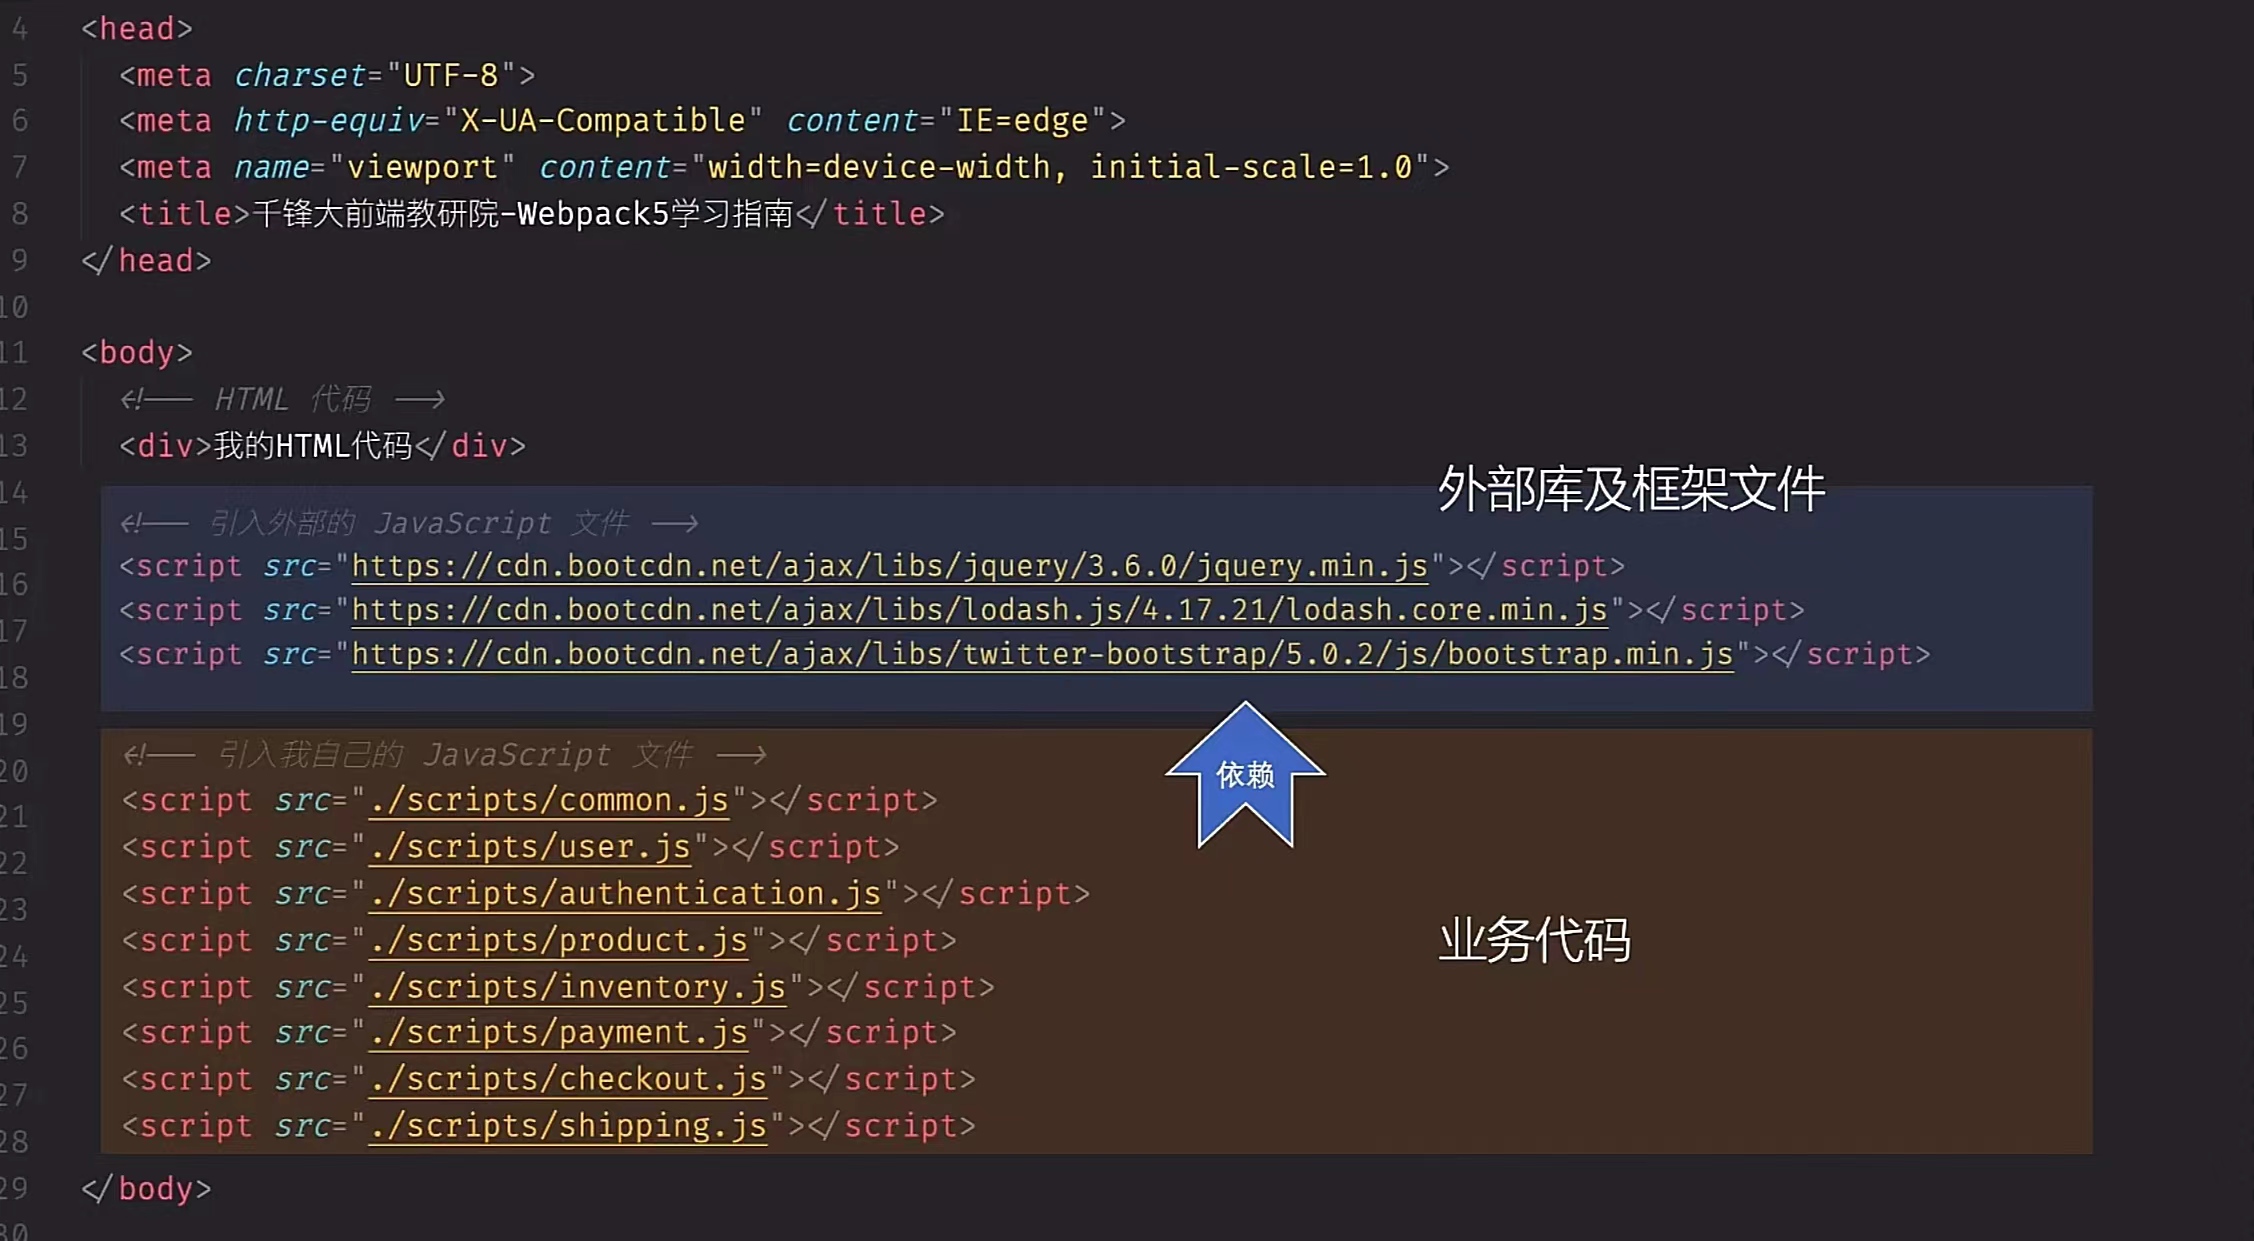 4 <head>
5 <meta charset="UTF-8">
6 <meta http-equiv="X-UA-Compatible" content="IE=edge">
7 <meta name="viewport" content="width=device-width, initial-scale=1.0">
8 <title>千锋大前端教研院-Webpack5学习指南</title>
9 </head>
10
11 <body>
12 <!-- HTML 代码 -->
13 <div>我的HTML代码</div>
外部库及框架文件
14
15 <!-- 引入外部的 JavaScript 文件 -->
16 <script src="https://cdn.bootcdn.net/ajax/libs/jquery/3.6.0/jquery.min.js"></script>
17 <script src="https://cdn.bootcdn.net/ajax/libs/lodash.js/4.17.21/lodash.core.min.js"></script>
18 <script src="https://cdn.bootcdn.net/ajax/libs/twitter-bootstrap/5.0.2/js/bootstrap.min.js"></script>
19
依赖
20 <!-- 引入我自己的 JavaScript 文件 -->
21 <script src="./scripts/common.js"></script>
22 <script src="./scripts/user.js"></script>
23 <script src="./scripts/authentication.js"></script>
24 <script src="./scripts/product.js"></script>
业务代码
25 <script src="./scripts/inventory.js"></script>
26 <script src="./scripts/payment.js"></script>
27 <script src="./scripts/checkout.js"></script>
28 <script src="./scripts/shipping.js"></script>
29 </body>
30